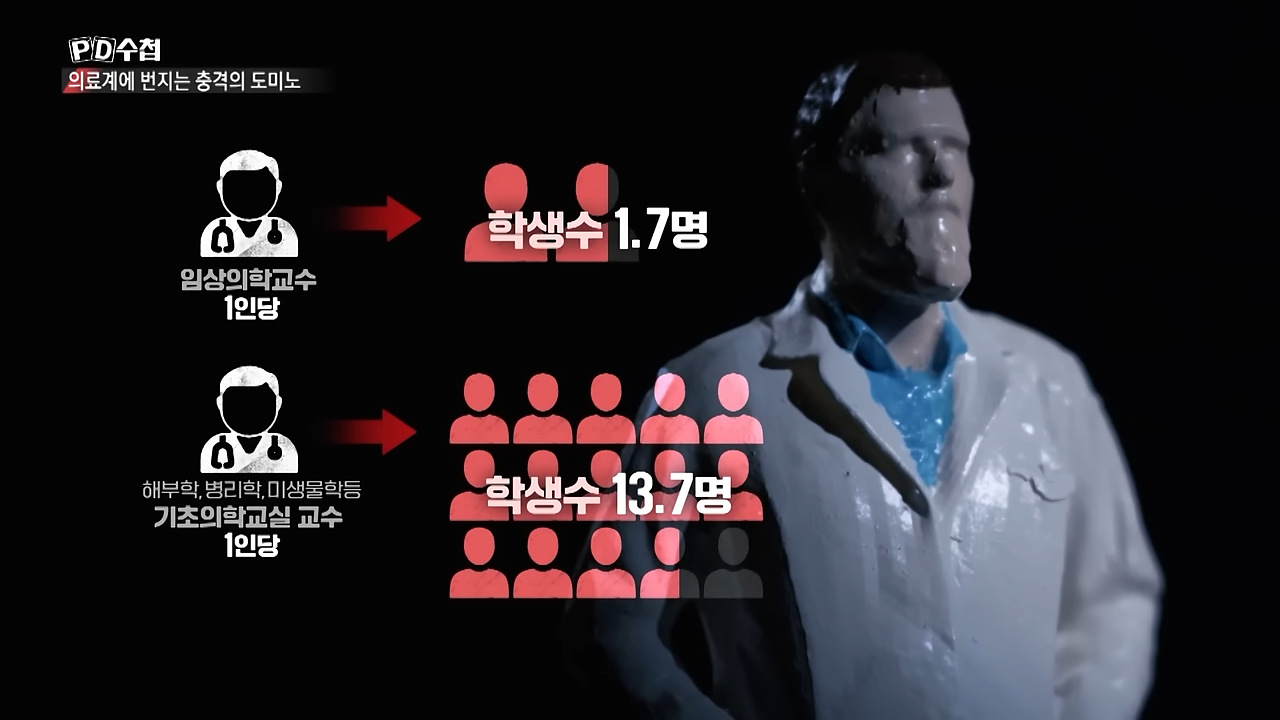 PD수첩
의료계에 번지는 충격의 도미노
임상의학교수
1인당
학생수 1.7명
해부학, 병리학, 미생물학등
기초의학교실 교수
1인당
학생수 13.7명